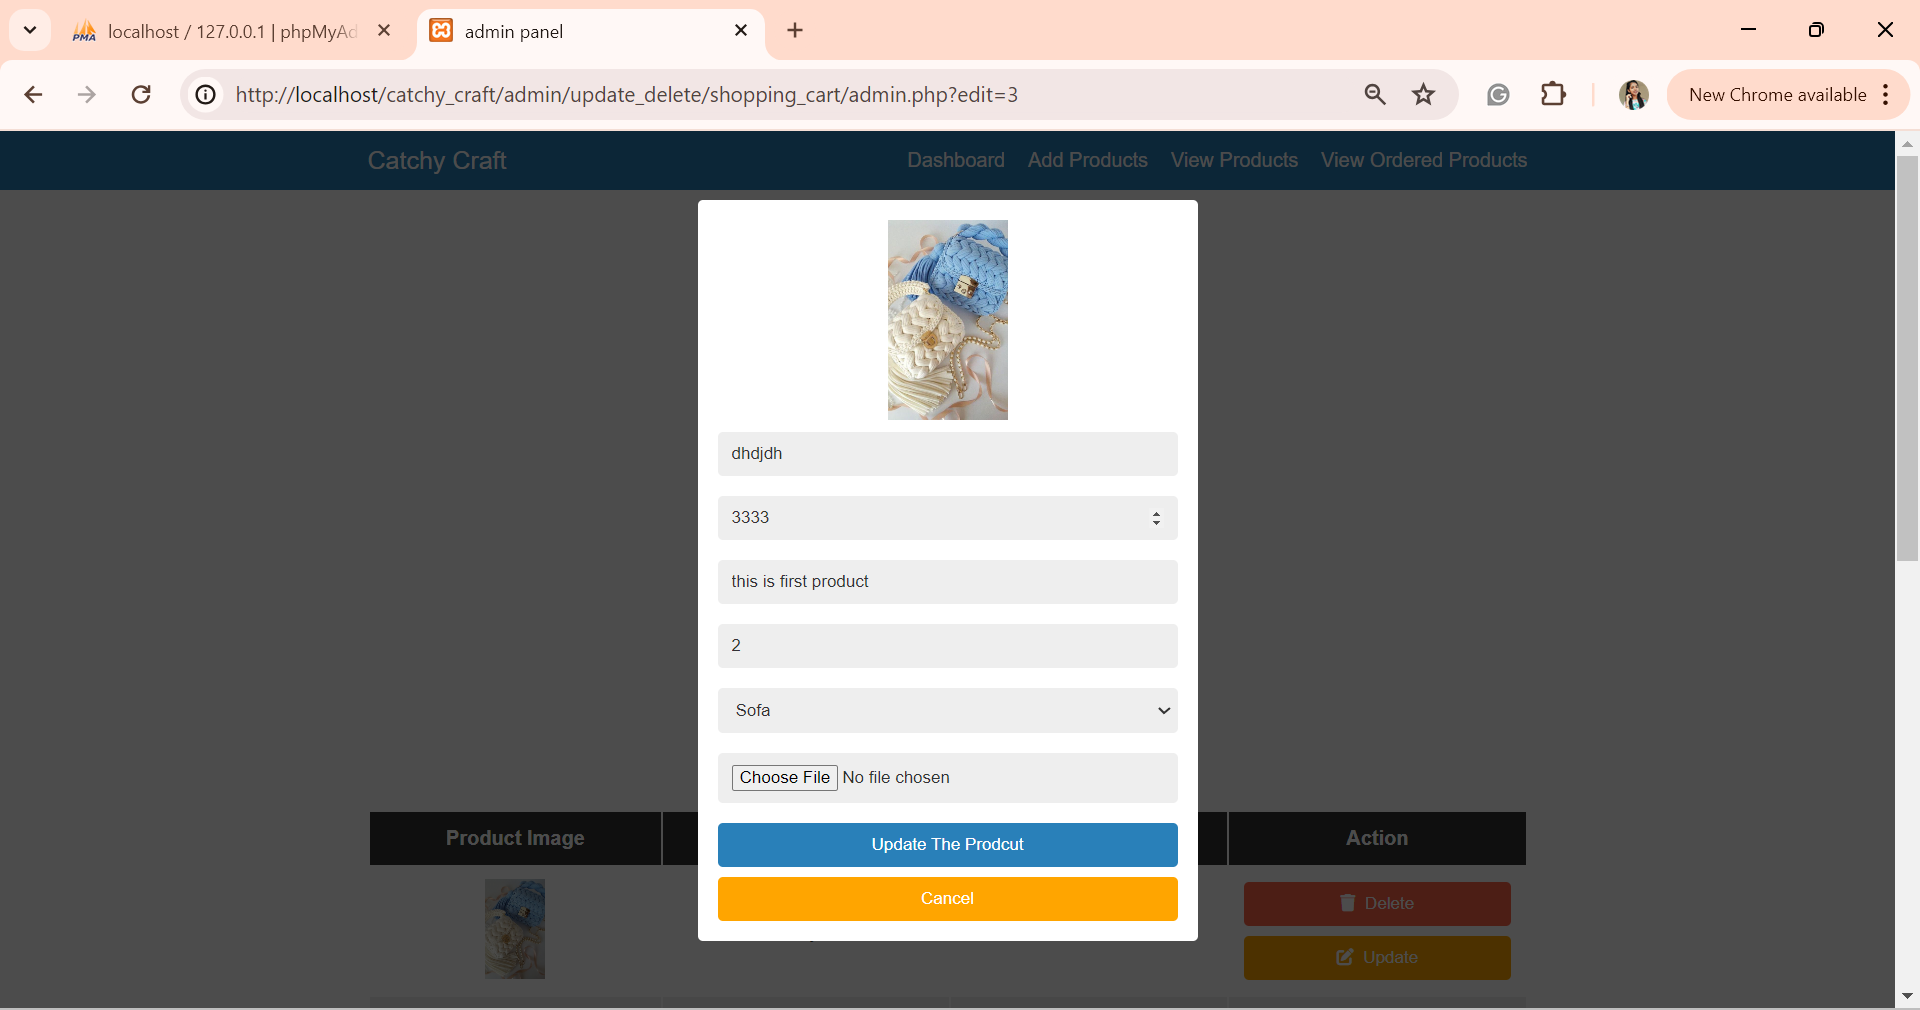 localhost / 127.0.0.1 | phpMyAd
admin panel
http://localhost/catchy_craft/admin/update_delete/shopping_cart/admin.php?edit=3
New Chrome available
Catchy Craft
Dashboard
Add Products
View Products
View Ordered Products
dhdjdh
3333
this is first product
2
Sofa
Choose File No file chosen
Product Image
Action
Update The Prodcut
Cancel
Delete
Update